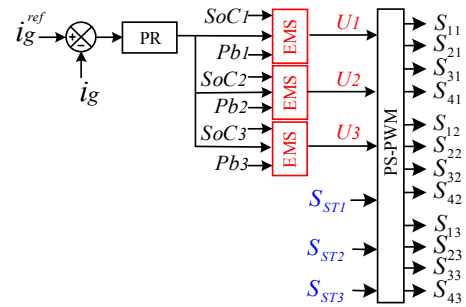 i_g^ref
+
-
-
i_g
PR
SoC1
Pb1
EMS
U1
SoC2
Pb2
EMS
U2
SoC3
Pb3
EMS
U3
S_ST1
S_ST2
S_ST3
PS-PWM
S_11
S_21
S_31
S_41
S_12
S_22
S_32
S_42
S_13
S_23
S_33
S_43